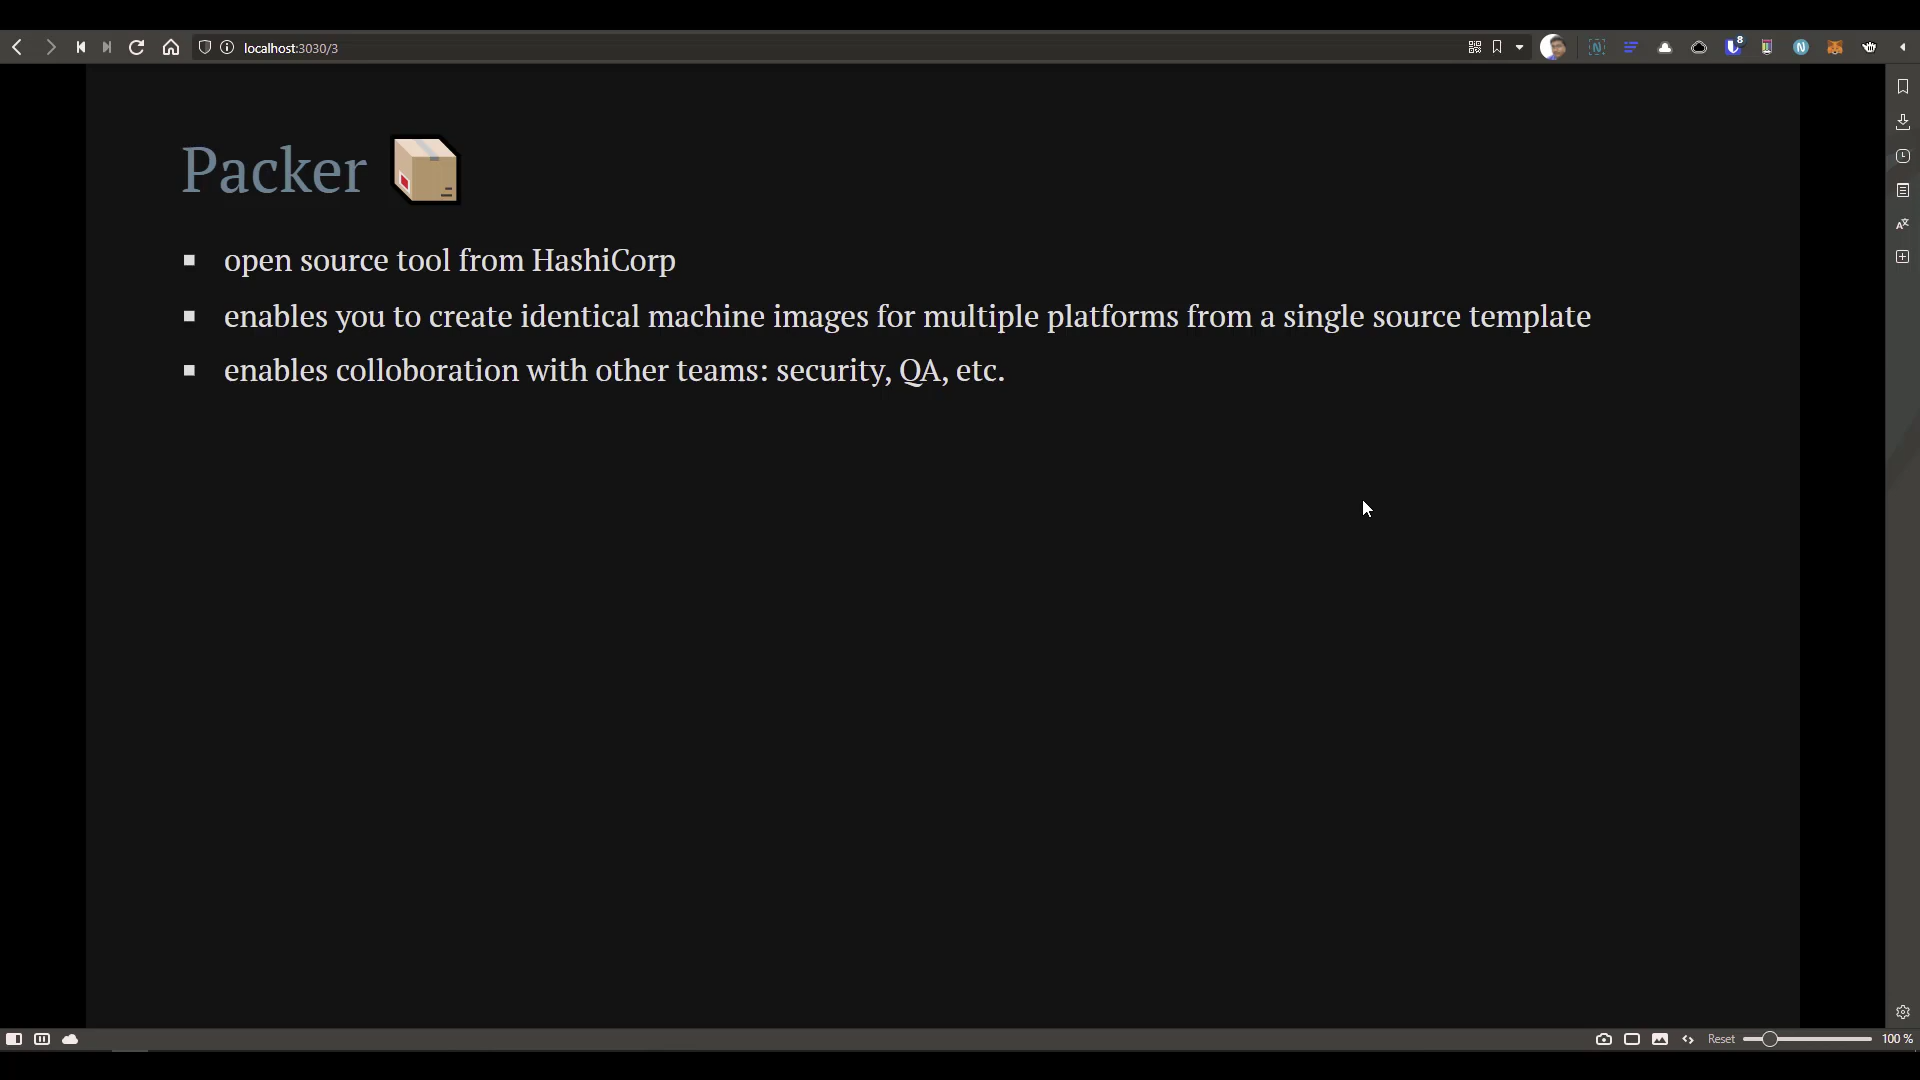 localhost:3030/3
8
Packer
open source tool from HashiCorp
enables you to create identical machine images for multiple platforms from a single source template
enables colloboration with other teams: security, QA, etc.
Reset
100 %